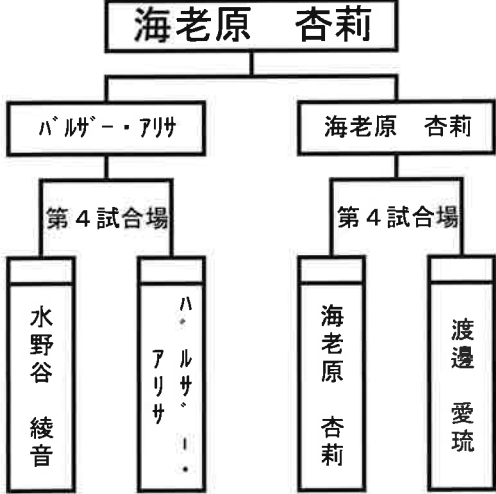 海老原　杏莉
ﾊﾞﾙｻﾞｰ・ｱﾘｻ
海老原　杏莉
第４試合場
第４試合場
水野谷　綾音
ﾊﾞﾙｻﾞｰ・
ｱﾘｻ
海老原　杏莉
渡邊　愛琉